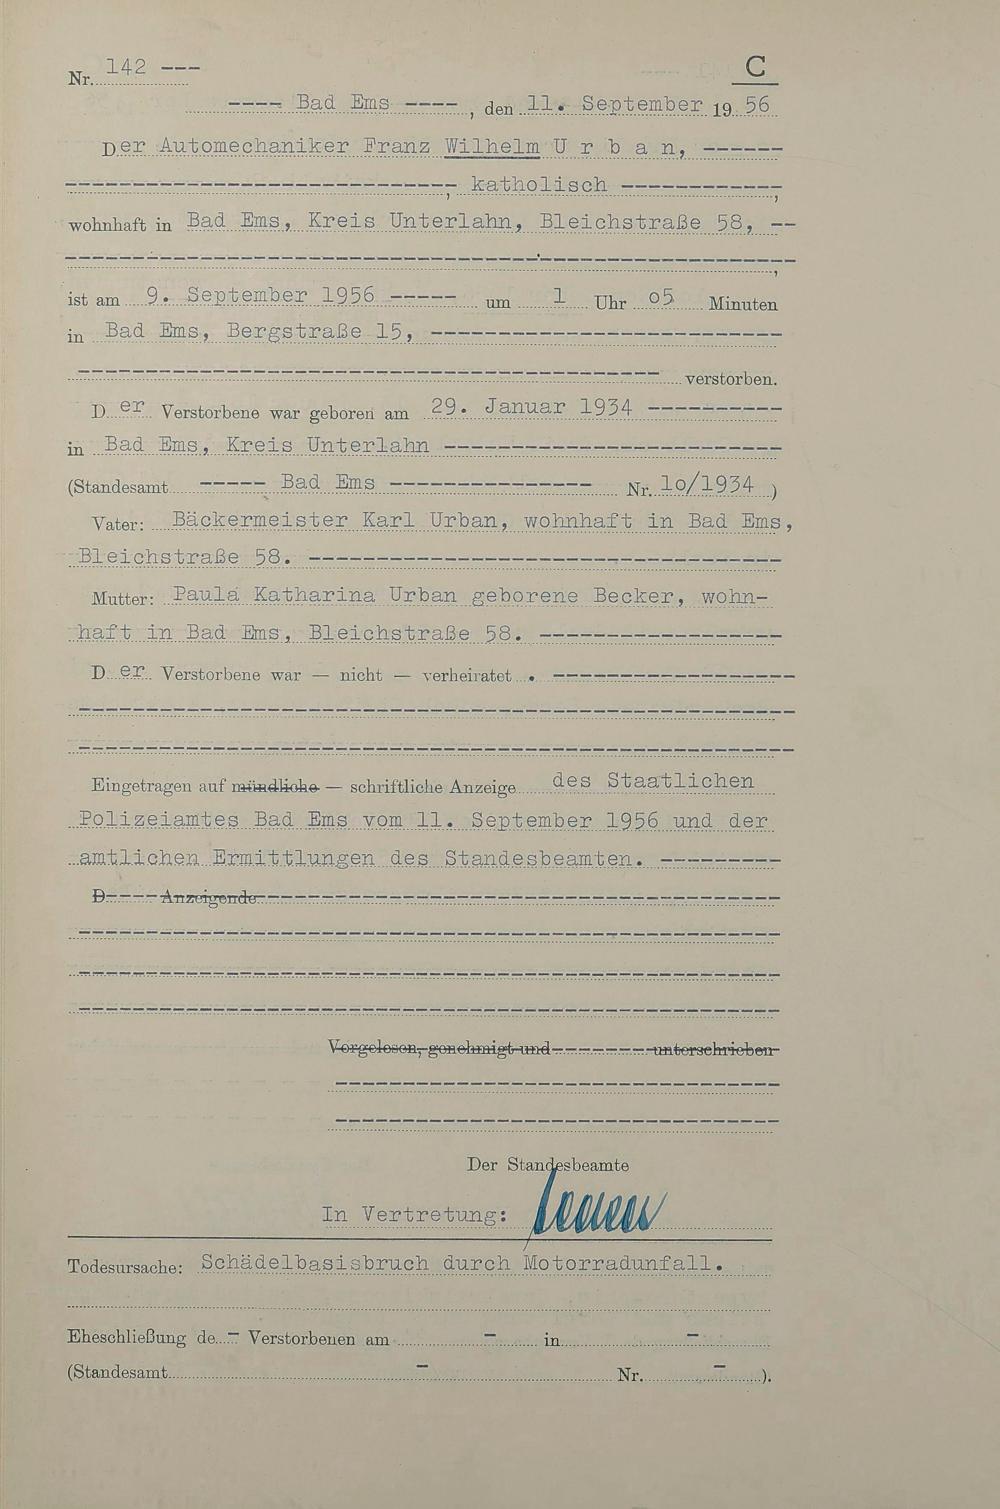 Nr. 142 ---
C
---- Bad Ems ----, den 11. September 1956
Der Automechaniker Franz Wilhelm U r b a n, ------
----------------------------, katholisch ------------,
wohnhaft in Bad Ems, Kreis Unterlahn, Bleichstraße 58, --
------------------------------------------------------,
ist am 9. September 1956 ----- um 1 Uhr o5 Minuten
in Bad Ems, Bergstraße 15, --------------------------
------------------------------------------- verstorben.
Der Verstorbene war geboren am 29. Januar 1934 ----------
in Bad Ems, Kreis Unterlahn -------------------------
(Standesamt ----- Bad Ems --------------- Nr. 1o/1934 )
Vater: Bäckermeister Karl Urban, wohnhaft in Bad Ems,
Bleichstraße 58. -----------------------------------
Mutter: Paula Katharina Urban geborene Becker, wohn-
haft in Bad Ems, Bleichstraße 58. ------------------
Der Verstorbene war — nicht — verheiratet . ------------------
-----------------------------------------------------
-----------------------------------------------------
Eingetragen auf mündliche — schriftliche Anzeige des Staatlichen
Polizeiamtes Bad Ems vom 11. September 1956 und der
amtlichen Ermittlungen des Standesbeamten. ---------
D---- Anzeigende ---------------------------------------
----------------------------------------------------
----------------------------------------------------
----------------------------------------------------
Vorgelesen, genehmigt und -------- unterschrieben
---------------------------------
---------------------------------
Der Standesbeamte
In Vertretung:
Todesursache: Schädelbasisbruch durch Motorradunfall.
Eheschließung de - Verstorbenen am - in -
(Standesamt - Nr. - ).